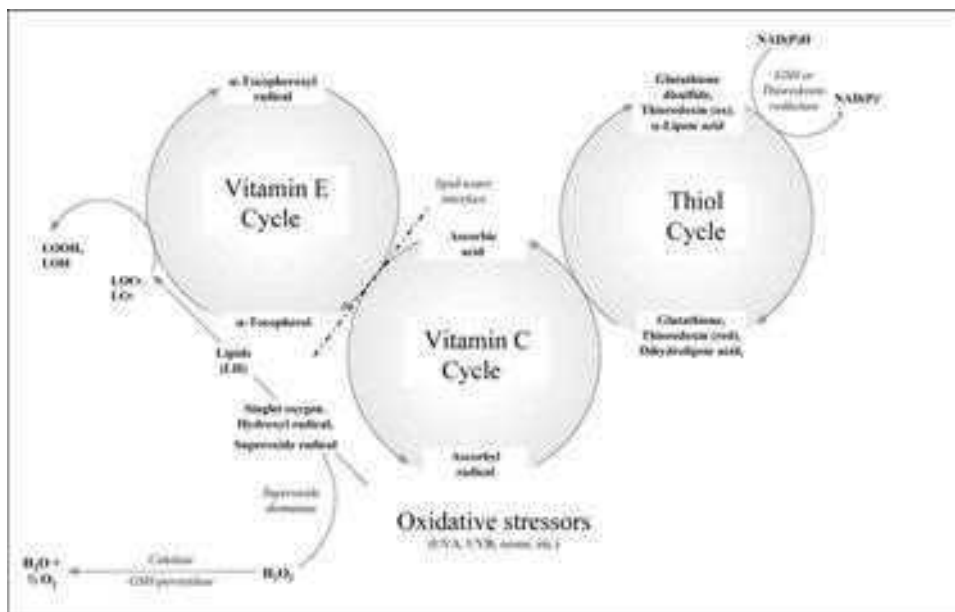 NAD(P)H
GSH or
Thioredoxin
reductase
NAD(P)⁺
α-Tocopheroxyl
radical
Glutathione
disulfide,
Thioredoxin (ox),
α-Lipoic acid
Vitamin E
Cycle
lipid-water
interface
Thiol
Cycle
Ascorbic
acid
LOOH,
LOH
LOO•,
LO•
α-Tocopherol
Glutathione,
Thioredoxin (red),
Dihydrolipoic acid,
Lipids
(LH)
Vitamin C
Cycle
Singlet oxygen,
Hydroxyl radical,
Superoxide radical
Ascorbyl
radical
Superoxide
dismutase
Oxidative stressors
(UVA, UVB, ozone, etc.)
H₂O +
½ O₂
Catalase
GSH-peroxidase
H₂O₂